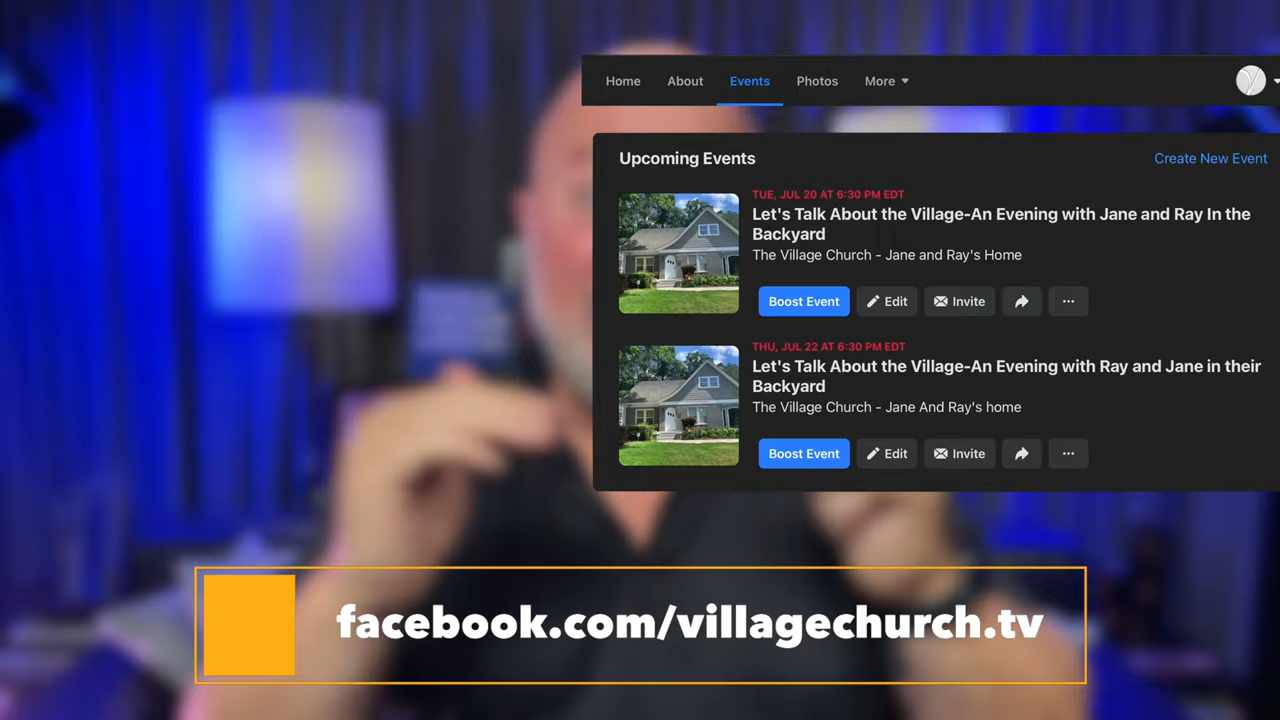 Home About Events Photos More
Upcoming Events Create New Event
TUE, JUL 20 AT 6:30 PM EDT
Let's Talk About the Village-An Evening with Jane and Ray In the
Backyard
The Village Church - Jane and Ray's Home
Boost Event Edit Invite
THU, JUL 22 AT 6:30 PM EDT
Let's Talk About the Village-An Evening with Ray and Jane in their
Backyard
The Village Church - Jane And Ray's home
Boost Event Edit Invite
facebook.com/villagechurch.tv